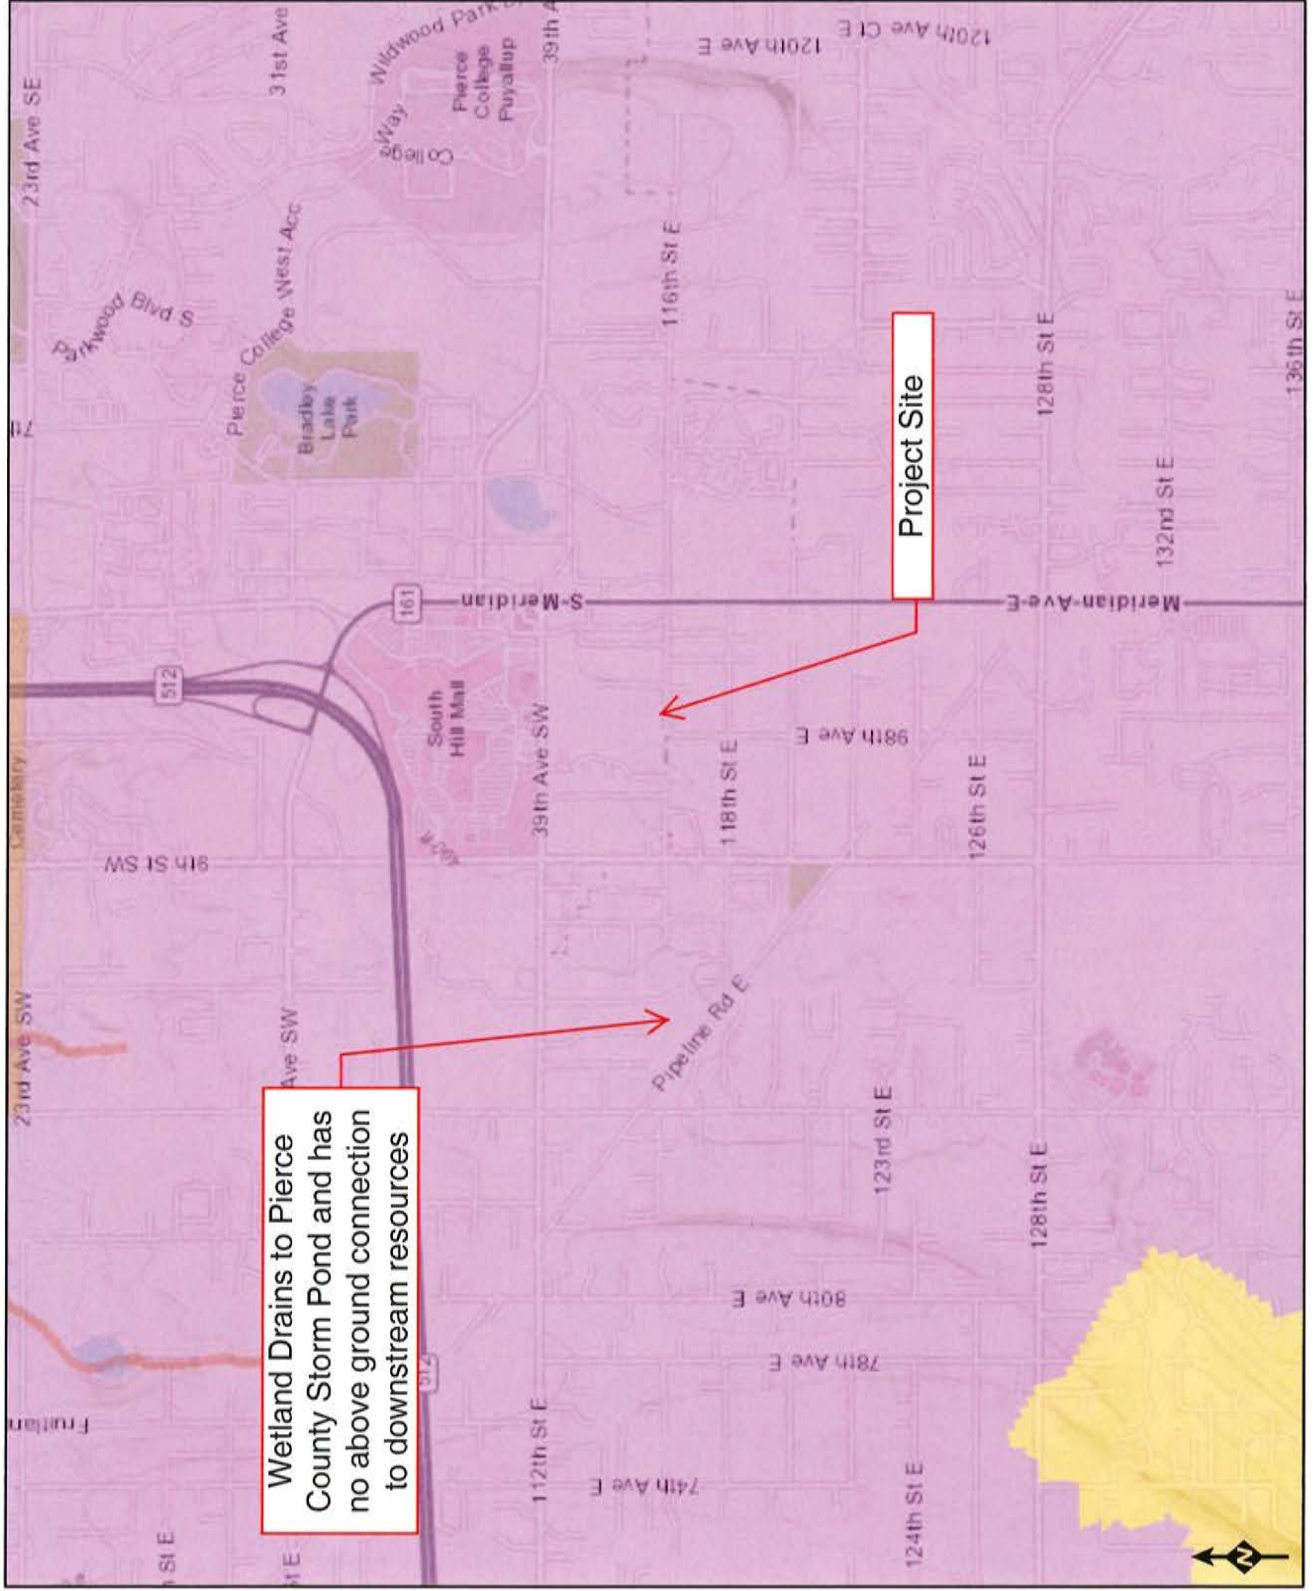 Wetland Drains to Pierce
County Storm Pond and has
no above ground connection
to downstream resources
Project Site
23rd Ave SW
Cemetery
23rd Ave SE
Parkwood Blvd S
31st Ave
Wildwood Park
College Way
Pierce
College
Puyallup
39th A
Pierce College West Acc
Bradley
Lake
Park
512
161
South
Hill Mall
9th St SW
Ave SW
39th Ave SW
S-Meridian
Meridian-Ave-E
116th St E
118th St E
98th Ave E
120th Ave E
120th Ave Ct E
126th St E
128th St E
132nd St E
136th St E
Pipeline Rd E
123rd St E
128th St E
80th Ave E
78th Ave E
74th Ave E
112th St E
124th St E
512
Fruitlan
St E
St E
N